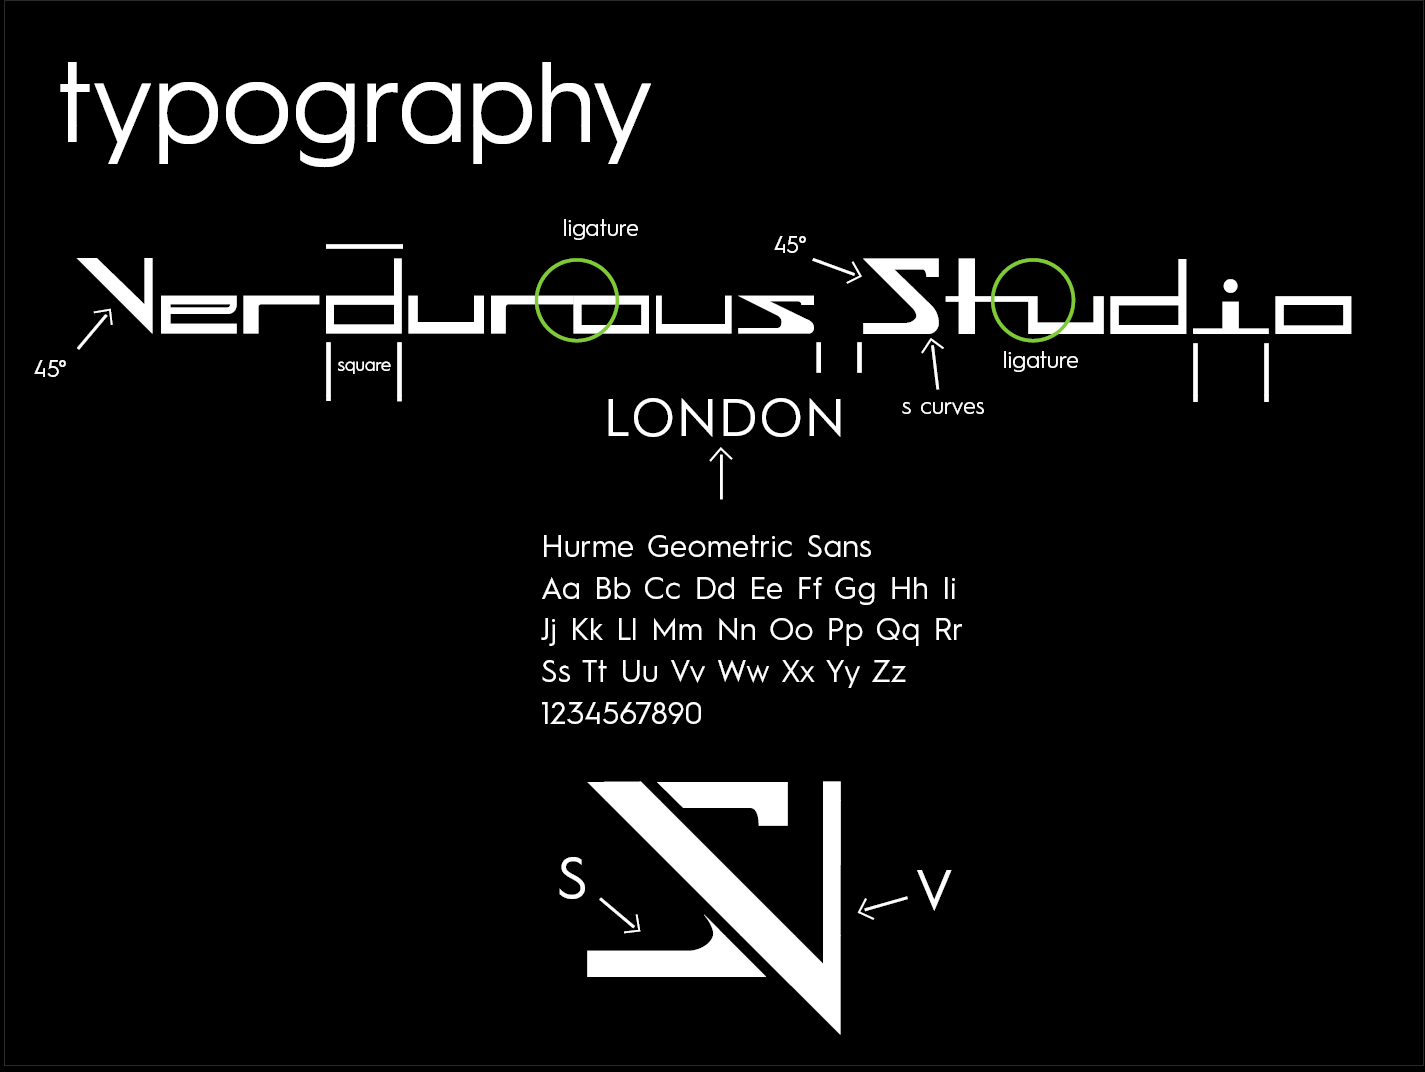 typography
ligature
45°
Verdurous Studio
45°
square
ligature
s curves
LONDON
Hurme Geometric Sans
Aa Bb Cc Dd Ee Ff Gg Hh Ii
Jj Kk Ll Mm Nn Oo Pp Qq Rr
Ss Tt Uu Vv Ww Xx Yy Zz
1234567890
S
V